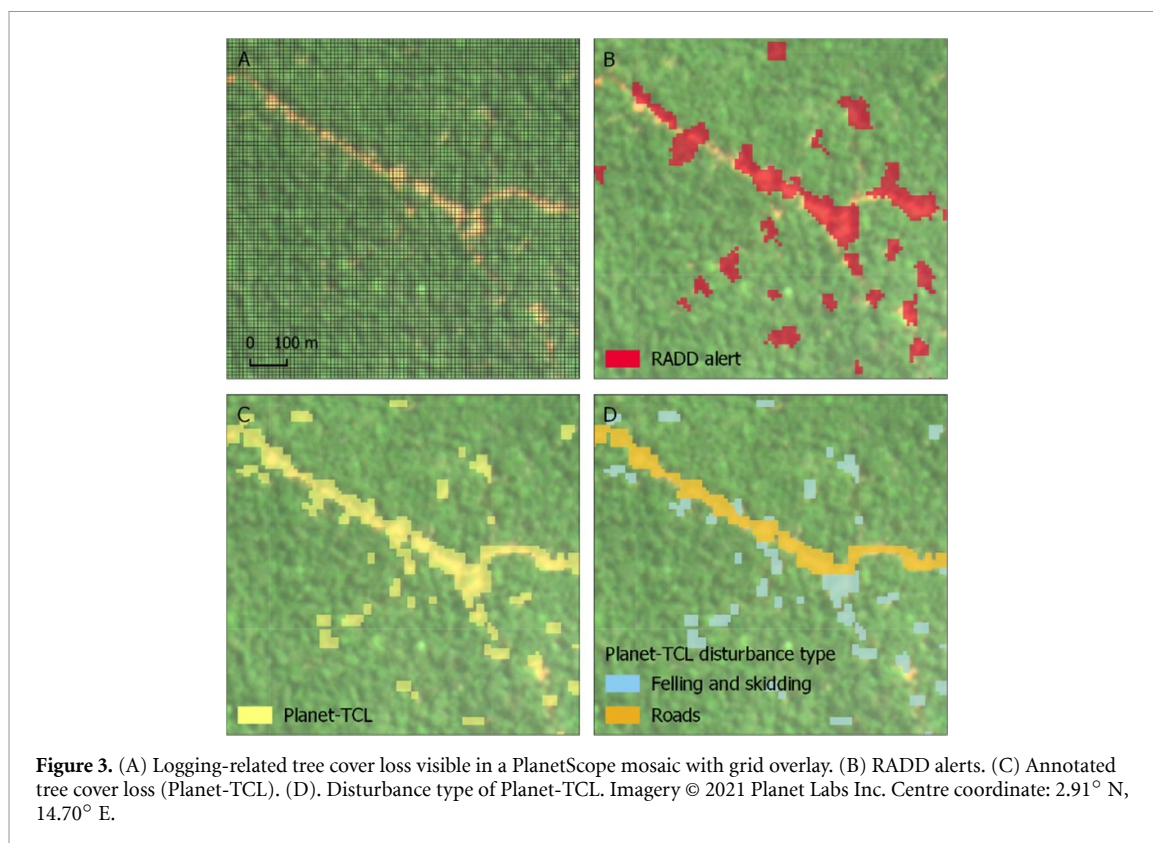 A
0 100 m
B
RADD alert
C
Planet-TCL
D
Planet-TCL disturbance type
Felling and skidding
Roads
Figure 3. (A) Logging-related tree cover loss visible in a PlanetScope mosaic with grid overlay. (B) RADD alerts. (C) Annotated
tree cover loss (Planet-TCL). (D). Disturbance type of Planet-TCL. Imagery © 2021 Planet Labs Inc. Centre coordinate: 2.91° N,
14.70° E.